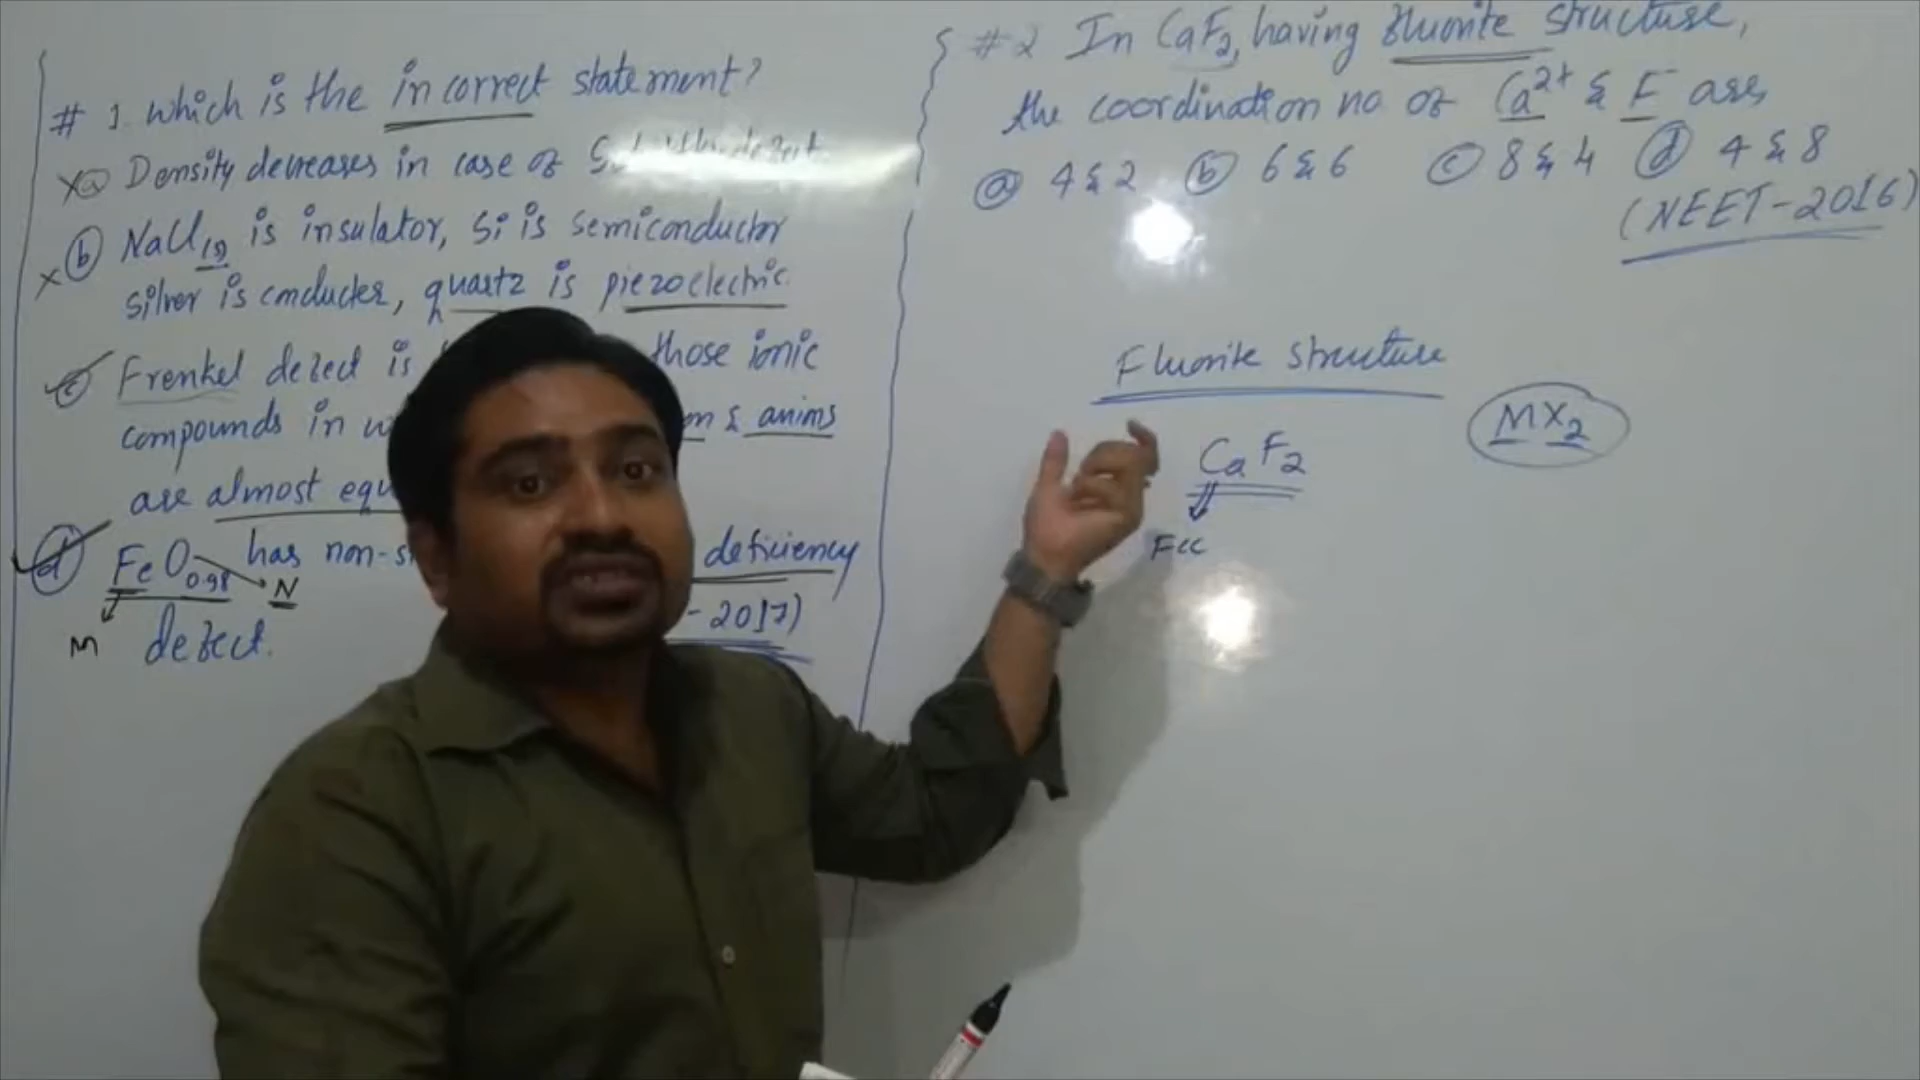 # 1. Which is the incorrect statement?
(a) Density decreases in case of
(b) NaCl(s) is insulator, Si is semiconductor
silver is conducter, quartz is piezoelectric.
(c) Frenkel defect is those ionic
compounds in & anions
are almost
(d) FeO0.98 has deficiency
N
M defect. -2017)
#2 In CaF2, having fluorite structure,
the coordination no of Ca2+ & F- are
(a) 4 & 2 (b) 6 & 6 (c) 8 & 4 (d) 4 & 8
(NEET-2016)
Fluorite structure
MX2
CaF2
Fcc